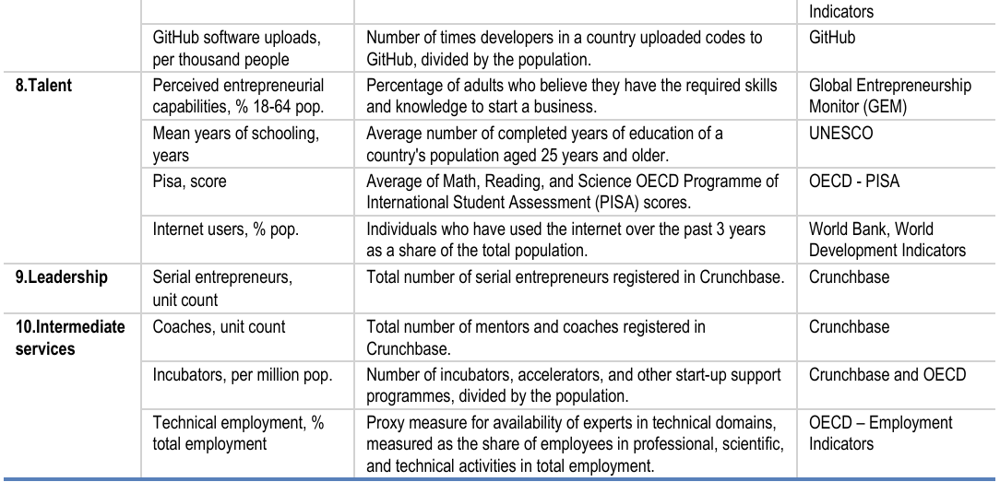 Indicators
GitHub software uploads,
per thousand people
Number of times developers in a country uploaded codes to
GitHub, divided by the population.
GitHub
8.Talent
Perceived entrepreneurial
capabilities, % 18-64 pop.
Percentage of adults who believe they have the required skills
and knowledge to start a business.
Global Entrepreneurship
Monitor (GEM)
Mean years of schooling,
years
Average number of completed years of education of a
country's population aged 25 years and older.
UNESCO
Pisa, score
Average of Math, Reading, and Science OECD Programme of
International Student Assessment (PISA) scores.
OECD - PISA
Internet users, % pop.
Individuals who have used the internet over the past 3 years
as a share of the total population.
World Bank, World
Development Indicators
9.Leadership
Serial entrepreneurs,
unit count
Total number of serial entrepreneurs registered in Crunchbase.
Crunchbase
10.Intermediate
services
Coaches, unit count
Total number of mentors and coaches registered in
Crunchbase.
Crunchbase
Incubators, per million pop.
Number of incubators, accelerators, and other start-up support
programmes, divided by the population.
Crunchbase and OECD
Technical employment, %
total employment
Proxy measure for availability of experts in technical domains,
measured as the share of employees in professional, scientific,
and technical activities in total employment.
OECD – Employment
Indicators